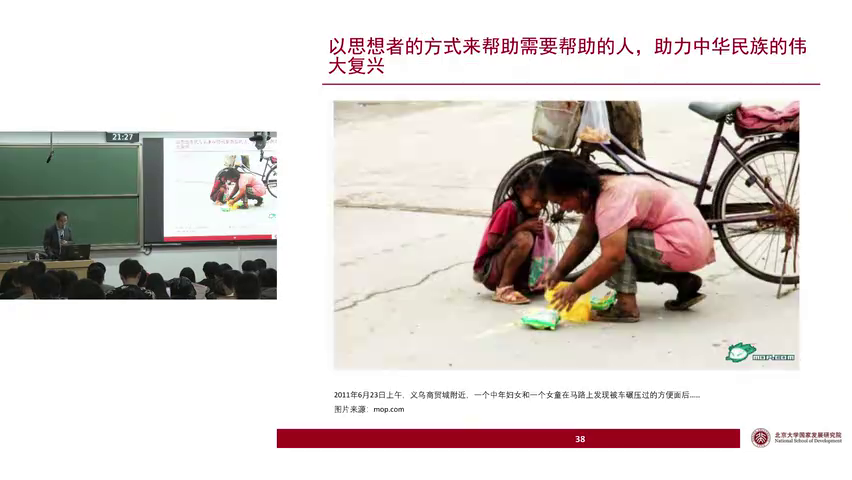 以思想者的方式来帮助需要帮助的人，助力中华民族的伟
大复兴
21:27
MOP.COM
2011年6月23日上午，义乌商贸城附近，一个中年妇女和一个女童在马路上发现被车碾压过的方便面后……
图片来源：mop.com
38
北京大学国家发展研究院
National School of Development